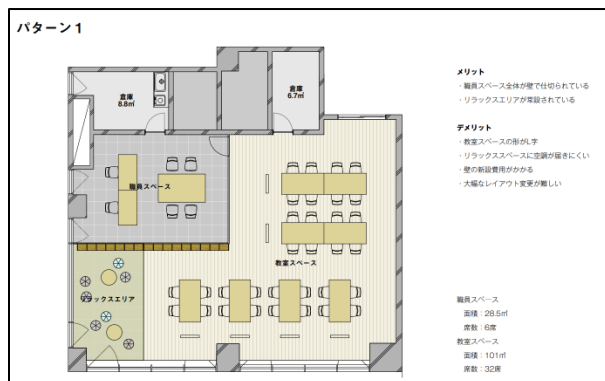 パターン 1
倉庫
8.8㎡
倉庫
6.7㎡
職員スペース
教室スペース
リラックスエリア
メリット
・職員スペース全体が壁で仕切られている
・リラックスエリアが常設されている
デメリット
・教室スペースの形がL字
・リラックススペースに空調が届きにくい
・壁の新設費用がかかる
・大幅なレイアウト変更が難しい
職員スペース
面積：28.5㎡
席数：6席
教室スペース
面積：101㎡
席数：32席